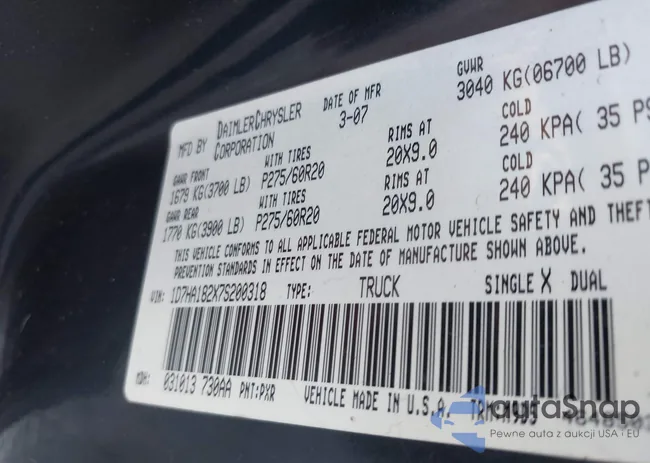 MFD BY DAIMLERCHRYSLER CORPORATION DATE OF MFR 3-07 GVWR 3040 KG(06700 LB)
GAWR FRONT WITH TIRES RIMS AT COLD
1679 KG(3700 LB) P275/60R20 20X9.0 240 KPA( 35 PS
GAWR REAR WITH TIRES RIMS AT COLD
1770 KG(3900 LB) P275/60R20 20X9.0 240 KPA( 35 P
THIS VEHICLE CONFORMS TO ALL APPLICABLE FEDERAL MOTOR VEHICLE SAFETY AND THEFT
PREVENTION STANDARDS IN EFFECT ON THE DATE OF MANUFACTURE SHOWN ABOVE.
VIN: 1D7HA182X7S200318 TYPE: TRUCK SINGLE X DUAL
MDH: 031013 730AA PNT: PXR VEHICLE MADE IN U.S.A.
autaSnap
Pewne auta z aukcji USA i EU